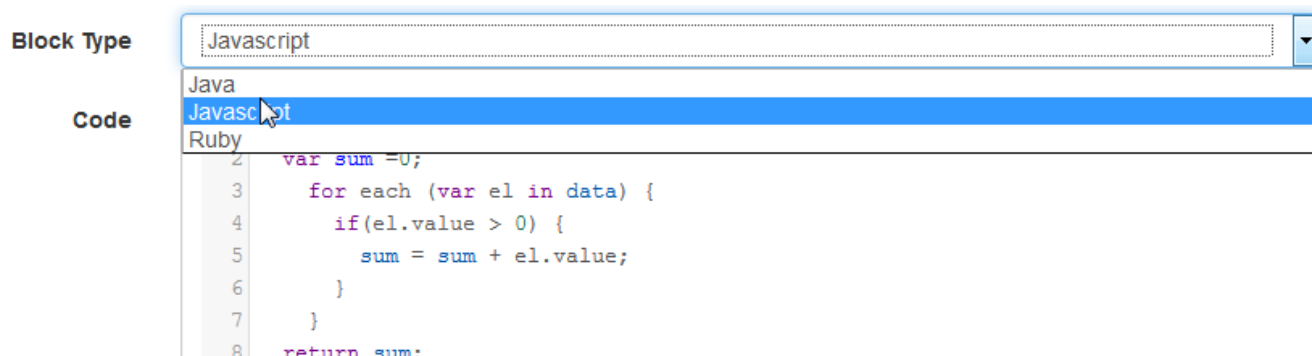 Block Type Javascript
Java
Javascript
Code
Ruby
2 var sum =0;
3 for each (var el in data) {
4 if(el.value > 0) {
5 sum = sum + el.value;
6 }
7 }
8 return sum;